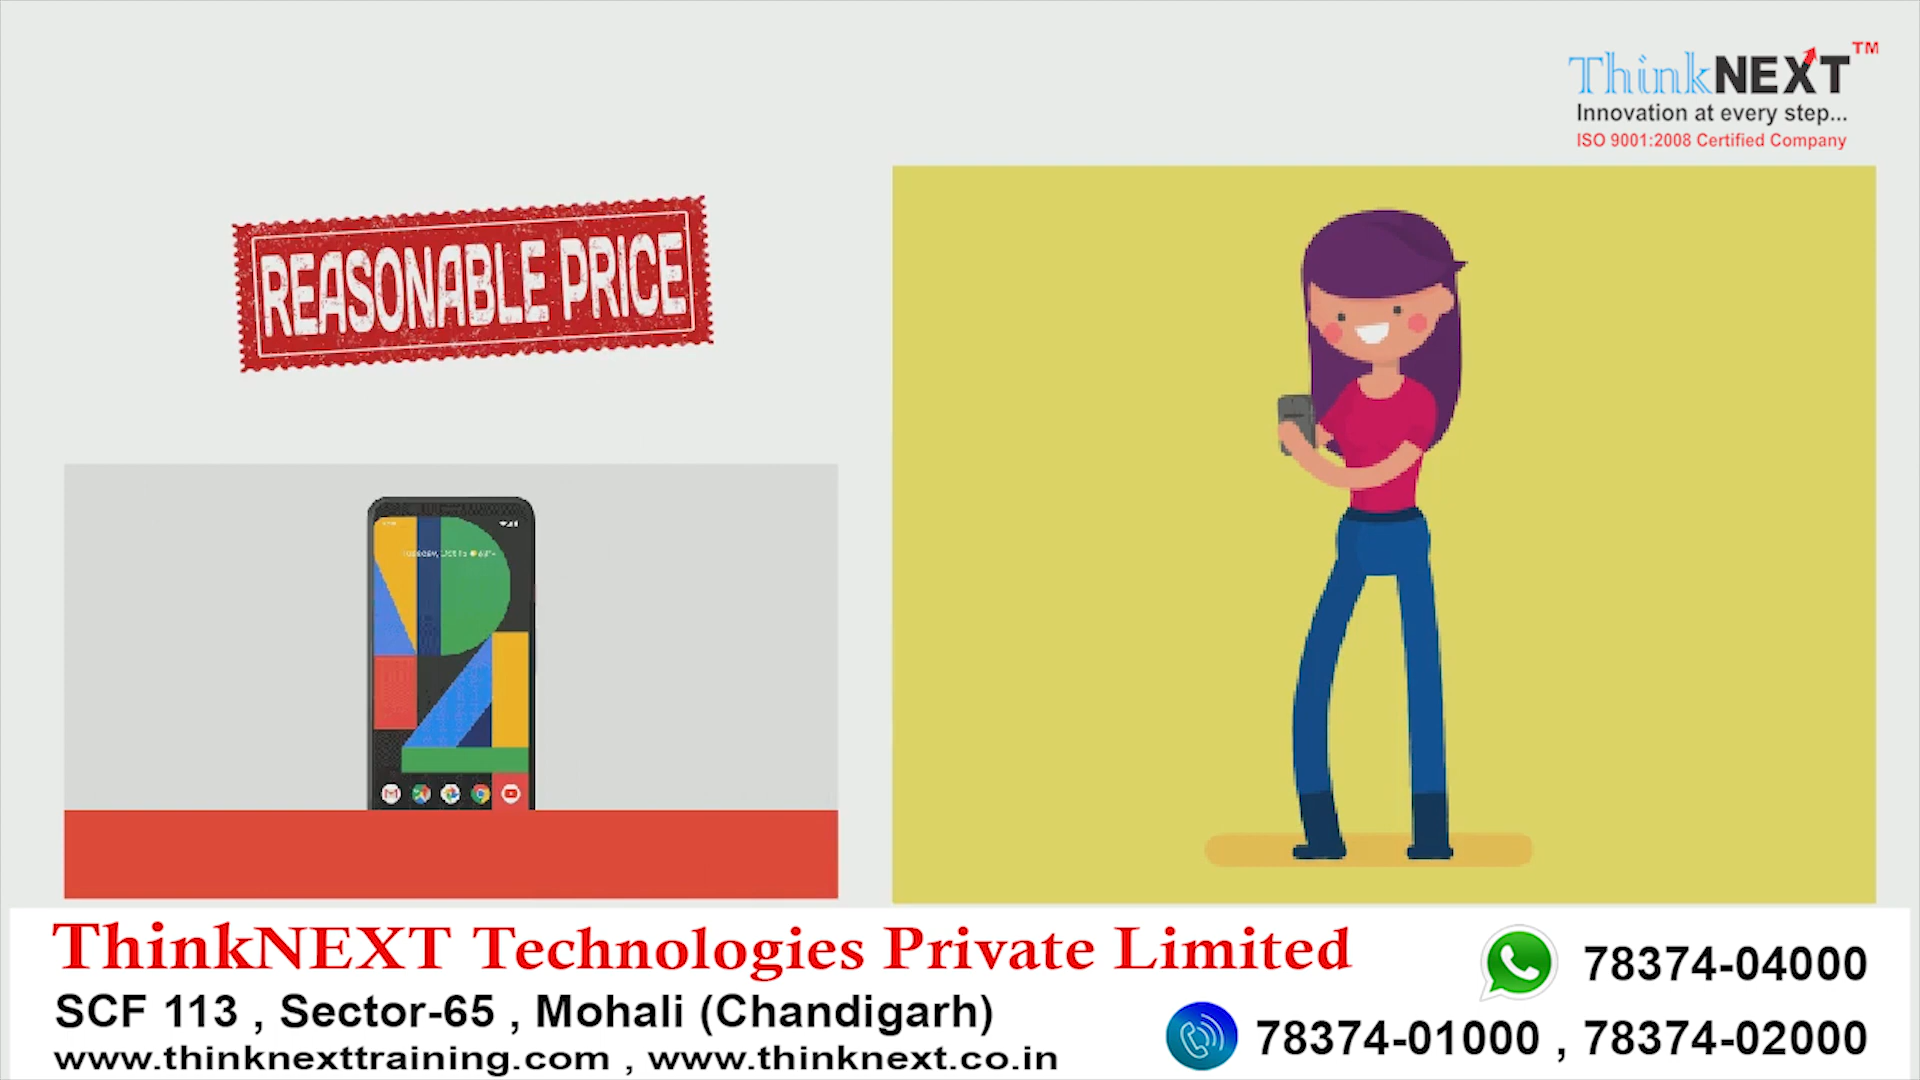 ThinkNEXT™
Innovation at every step...
ISO 9001:2008 Certified Company
REASONABLE PRICE
ThinkNEXT Technologies Private Limited
SCF 113 , Sector-65 , Mohali (Chandigarh)
www.thinknexttraining.com , www.thinknext.co.in
78374-04000
78374-01000 , 78374-02000